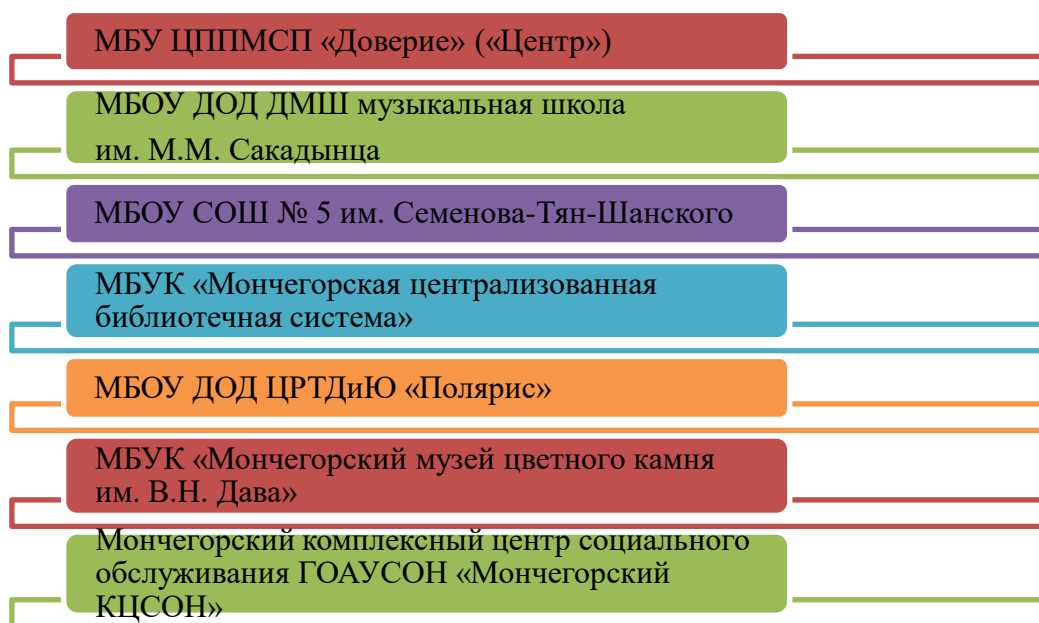 МБУ ЦППМСП «Доверие» («Центр»)
МБОУ ДОД ДМШ музыкальная школа
им. М.М. Сакадынца
МБОУ СОШ № 5 им. Семенова-Тян-Шанского
МБУК «Мончегорская централизованная
библиотечная система»
МБОУ ДОД ЦРТДиЮ «Полярис»
МБУК «Мончегорский музей цветного камня
им. В.Н. Дава»
Мончегорский комплексный центр социального
обслуживания ГОАУСОН «Мончегорский
КЦСОН»